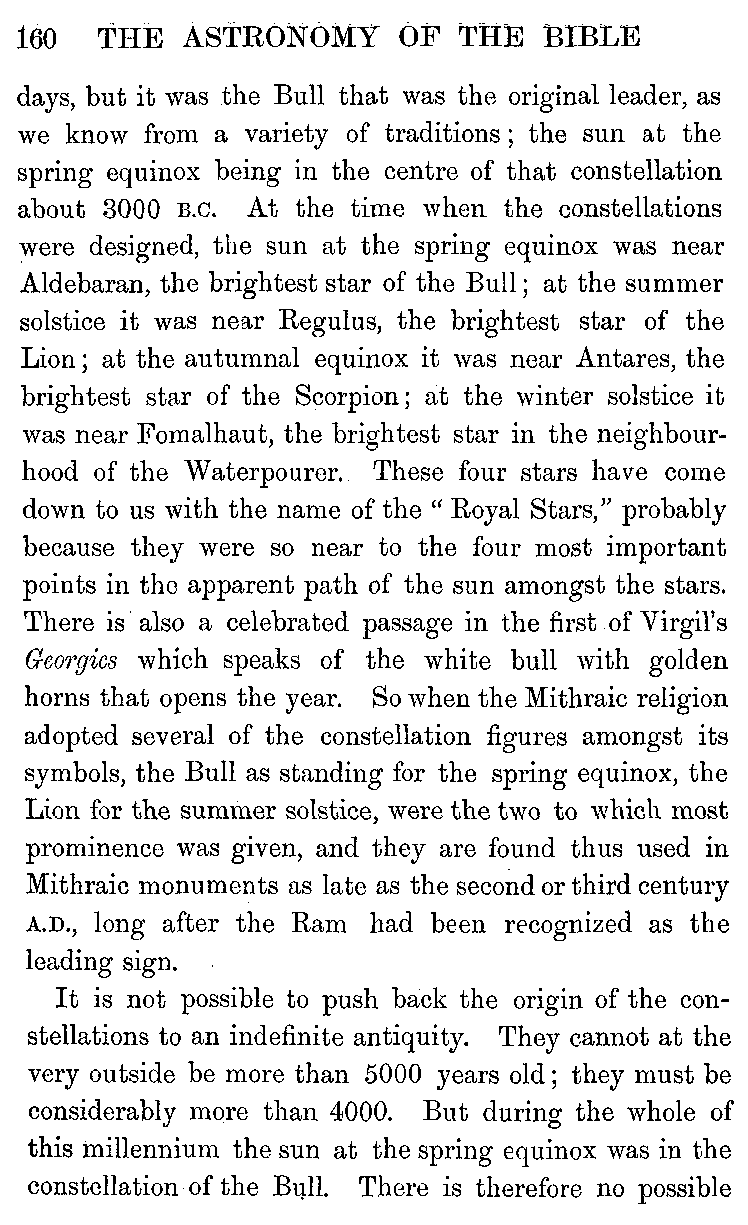 160 THE ASTRONOMY OF THE BIBLE
days, but it was the Bull that was the original leader, as
we know from a variety of traditions; the sun at the
spring equinox being in the centre of that constellation
about 3000 B.C. At the time when the constellations
were designed, the sun at the spring equinox was near
Aldebaran, the brightest star of the Bull; at the summer
solstice it was near Regulus, the brightest star of the
Lion; at the autumnal equinox it was near Antares, the
brightest star of the Scorpion; at the winter solstice it
was near Fomalhaut, the brightest star in the neighbour-
hood of the Waterpourer. These four stars have come
down to us with the name of the “Royal Stars,” probably
because they were so near to the four most important
points in the apparent path of the sun amongst the stars.
There is also a celebrated passage in the first of Virgil's
Georgics which speaks of the white bull with golden
horns that opens the year. So when the Mithraic religion
adopted several of the constellation figures amongst its
symbols, the Bull as standing for the spring equinox, the
Lion for the summer solstice, were the two to which most
prominence was given, and they are found thus used in
Mithraic monuments as late as the second or third century
A.D., long after the Ram had been recognized as the
leading sign.
It is not possible to push back the origin of the con-
stellations to an indefinite antiquity. They cannot at the
very outside be more than 5000 years old; they must be
considerably more than 4000. But during the whole of
this millennium the sun at the spring equinox was in the
constellation of the Bull. There is therefore no possible